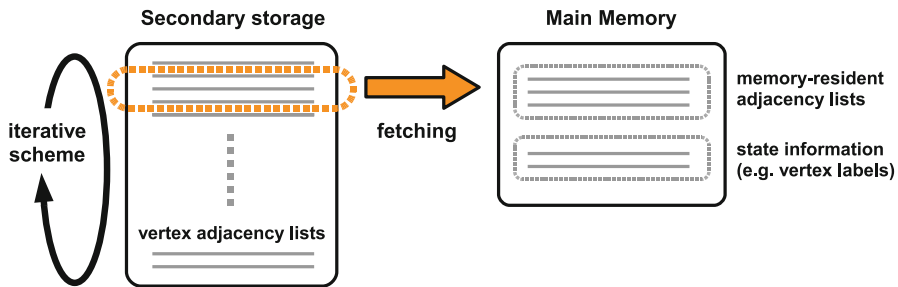 Secondary storage
Main Memory
iterative
scheme
fetching
memory-resident
adjacency lists
state information
(e.g. vertex labels)
vertex adjacency lists